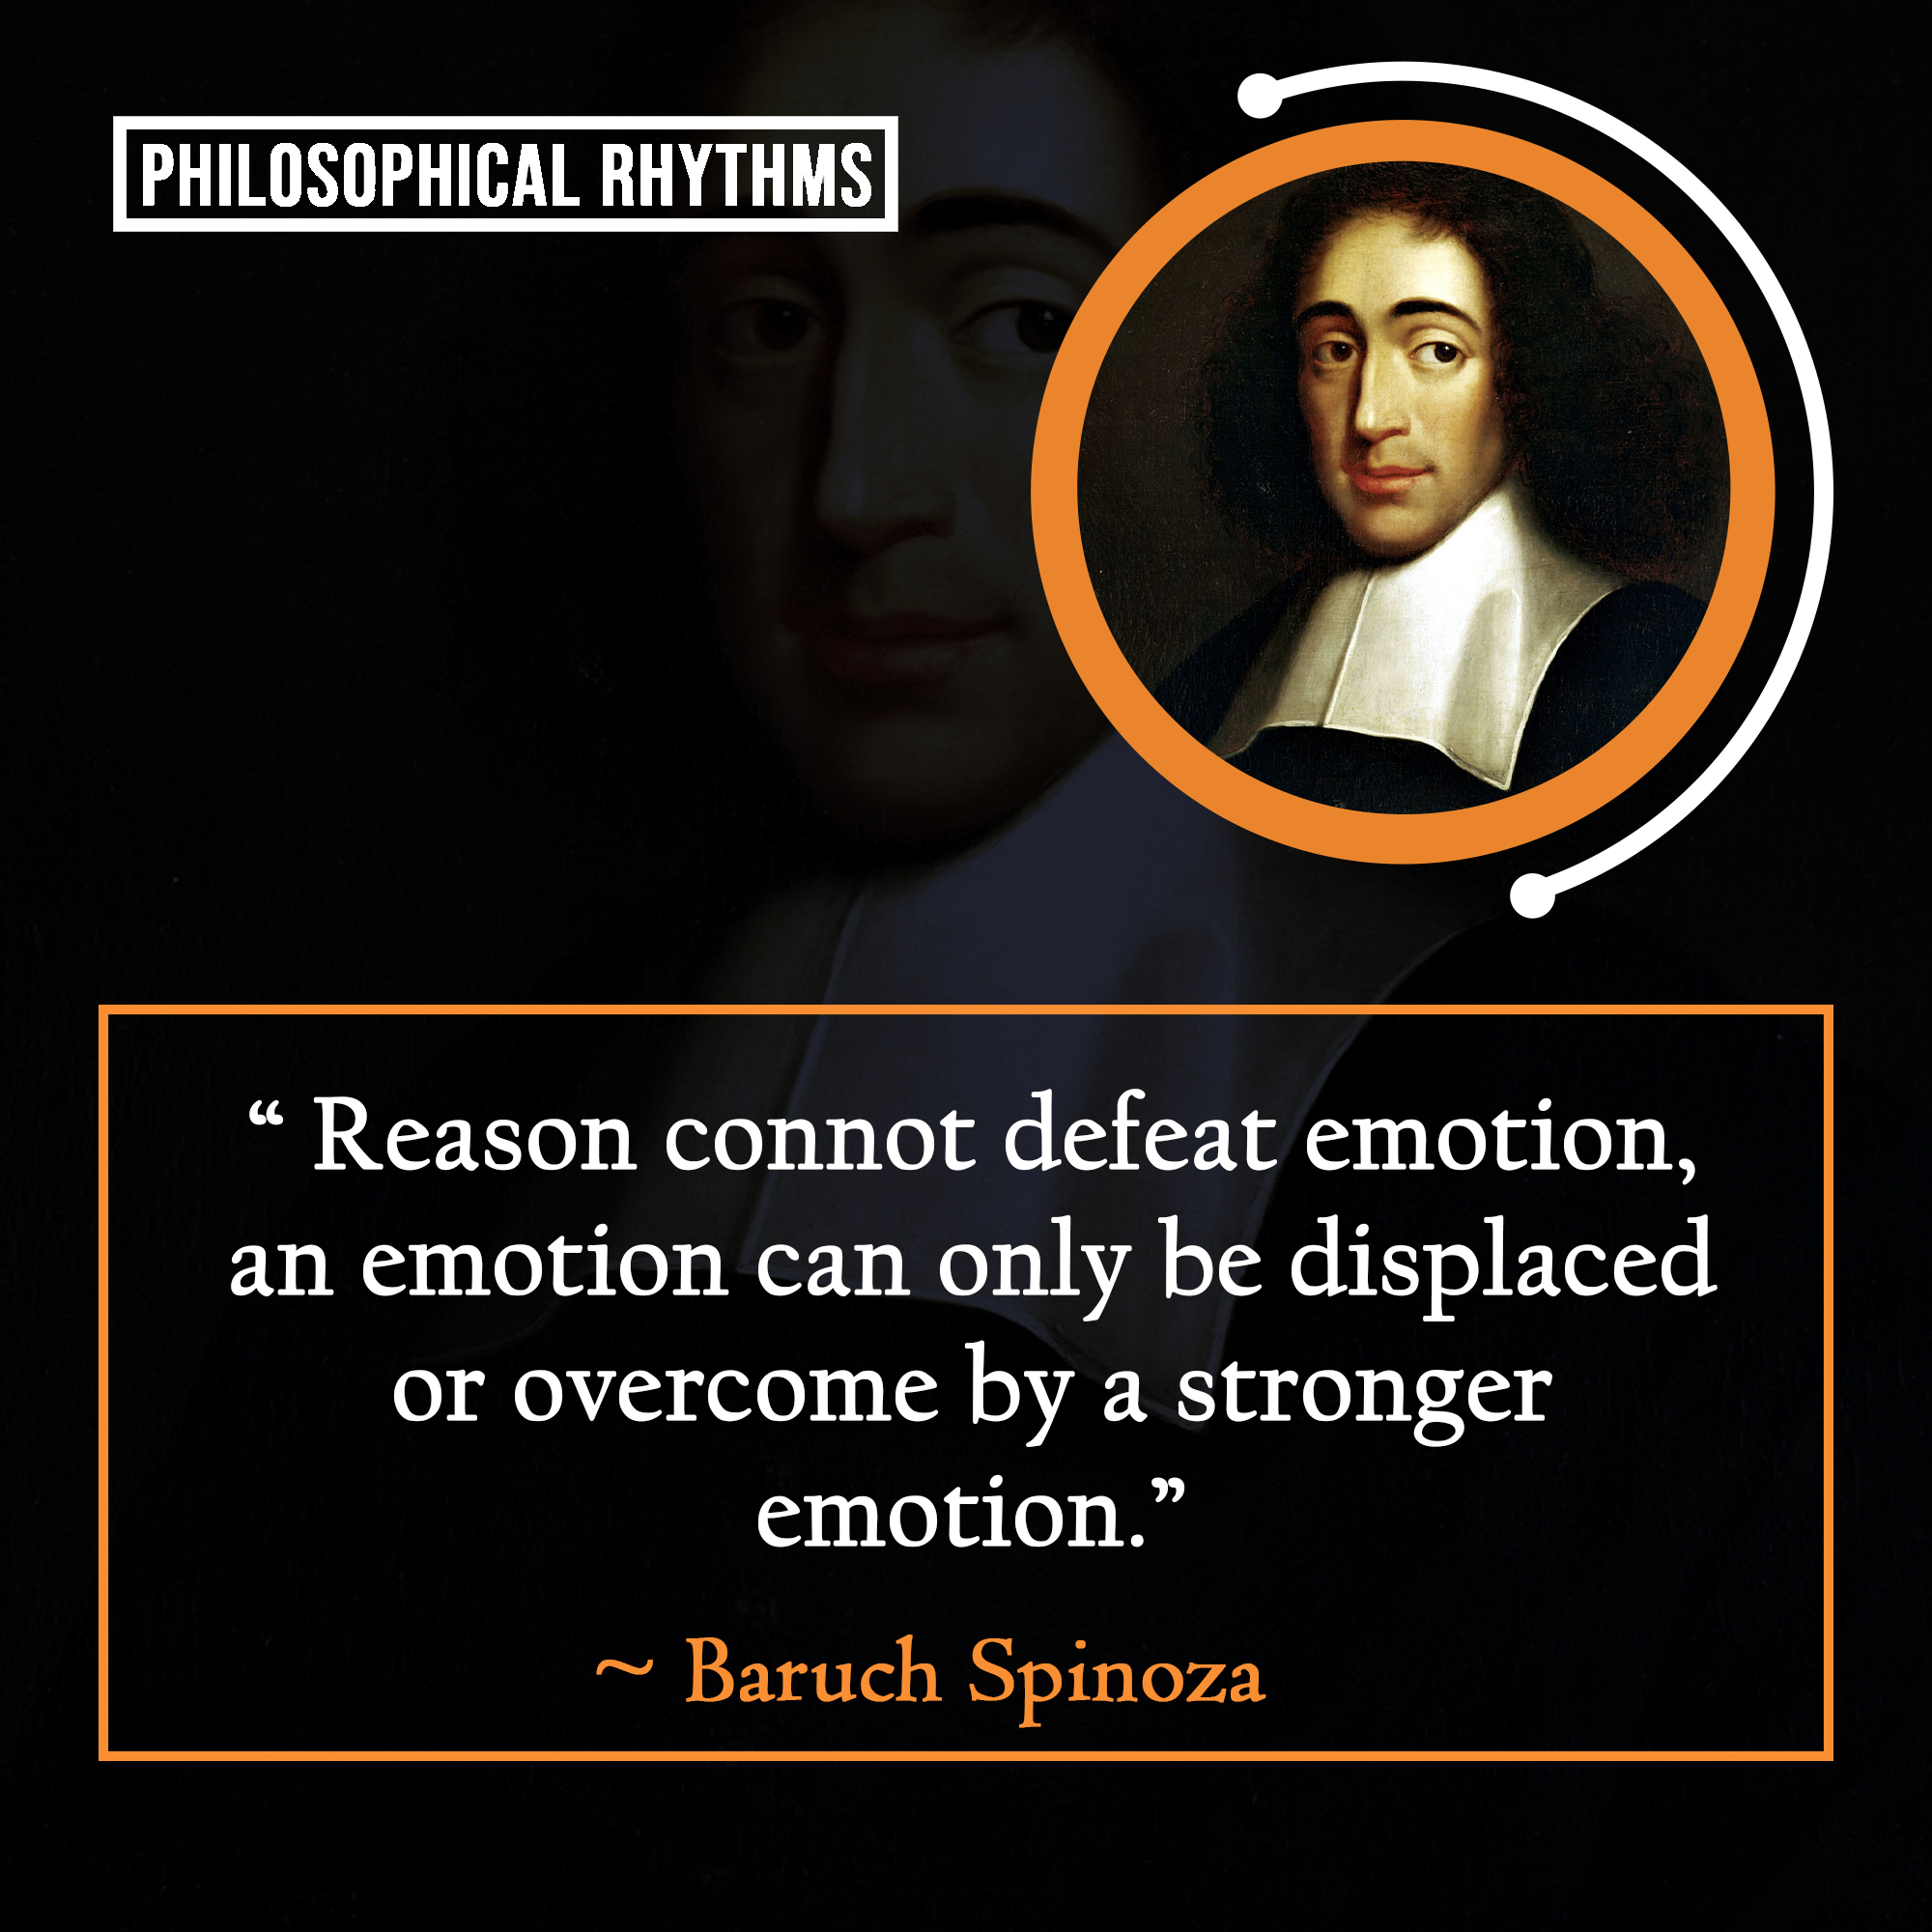 PHILOSOPHICAL RHYTHMS
“ Reason connot defeat emotion,
an emotion can only be displaced
or overcome by a stronger
emotion.”
~ Baruch Spinoza